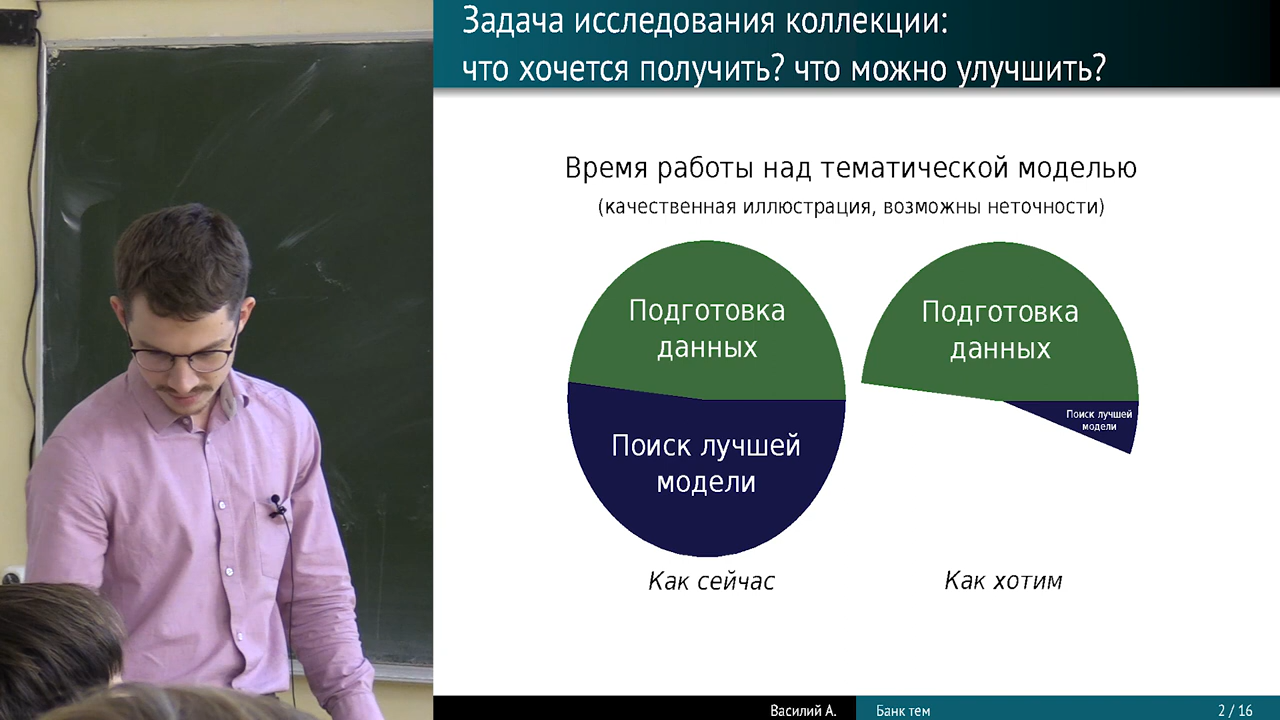 Задача исследования коллекции:
что хочется получить? что можно улучшить?
Время работы над тематической моделью
(качественная иллюстрация, возможны неточности)
Подготовка
данных
Поиск лучшей
модели
Как сейчас
Подготовка
данных
Поиск лучшей
модели
Как хотим
Василий А.
Банк тем
2 / 16